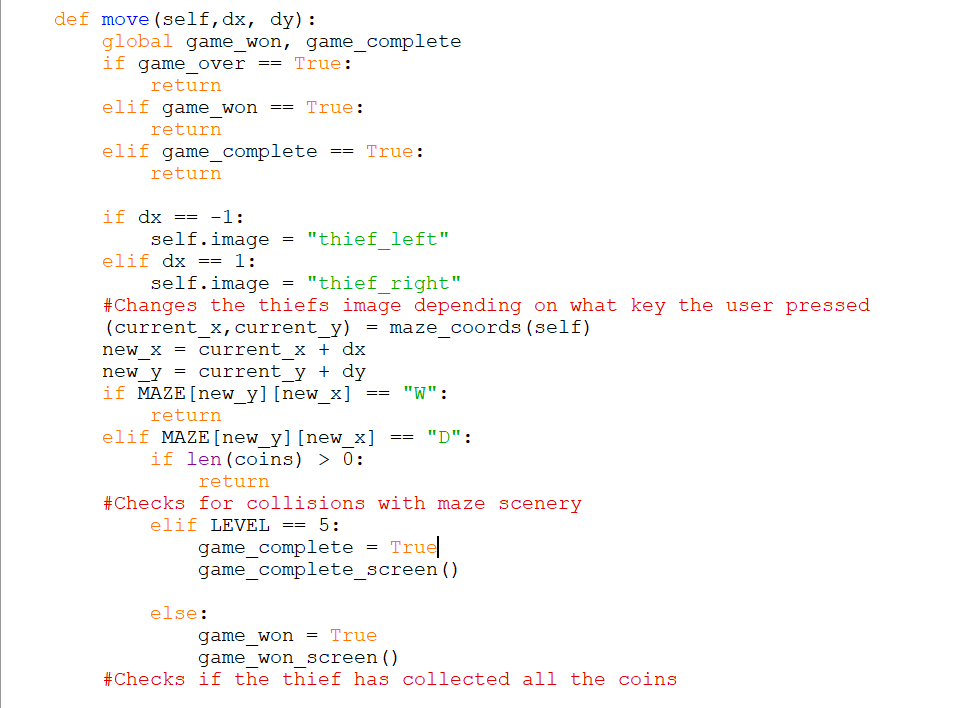 def move(self,dx, dy):
global game_won, game_complete
if game_over == True:
return
elif game_won == True:
return
elif game_complete == True:
return
if dx == -1:
self.image = "thief_left"
elif dx == 1:
self.image = "thief_right"
#Changes the thiefs image depending on what key the user pressed
(current_x,current_y) = maze_coords(self)
new_x = current_x + dx
new_y = current_y + dy
if MAZE[new_y][new_x] == "W":
return
elif MAZE[new_y][new_x] == "D":
if len(coins) > 0:
return
#Checks for collisions with maze scenery
elif LEVEL == 5:
game_complete = True
game_complete_screen()
else:
game_won = True
game_won_screen()
#Checks if the thief has collected all the coins